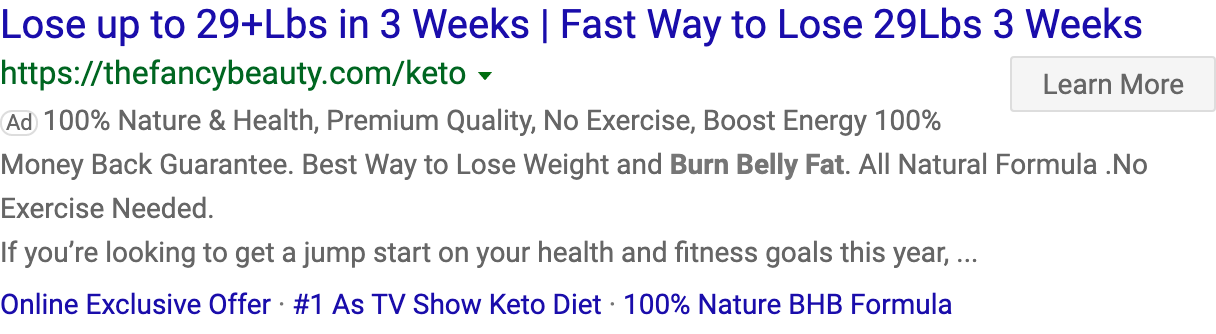 Lose up to 29+Lbs in 3 Weeks | Fast Way to Lose 29Lbs 3 Weeks
https://thefancybeauty.com/keto
Learn More
Ad 100% Nature & Health, Premium Quality, No Exercise, Boost Energy 100%
Money Back Guarantee. Best Way to Lose Weight and Burn Belly Fat. All Natural Formula .No
Exercise Needed.
If you’re looking to get a jump start on your health and fitness goals this year, ...
Online Exclusive Offer · #1 As TV Show Keto Diet · 100% Nature BHB Formula